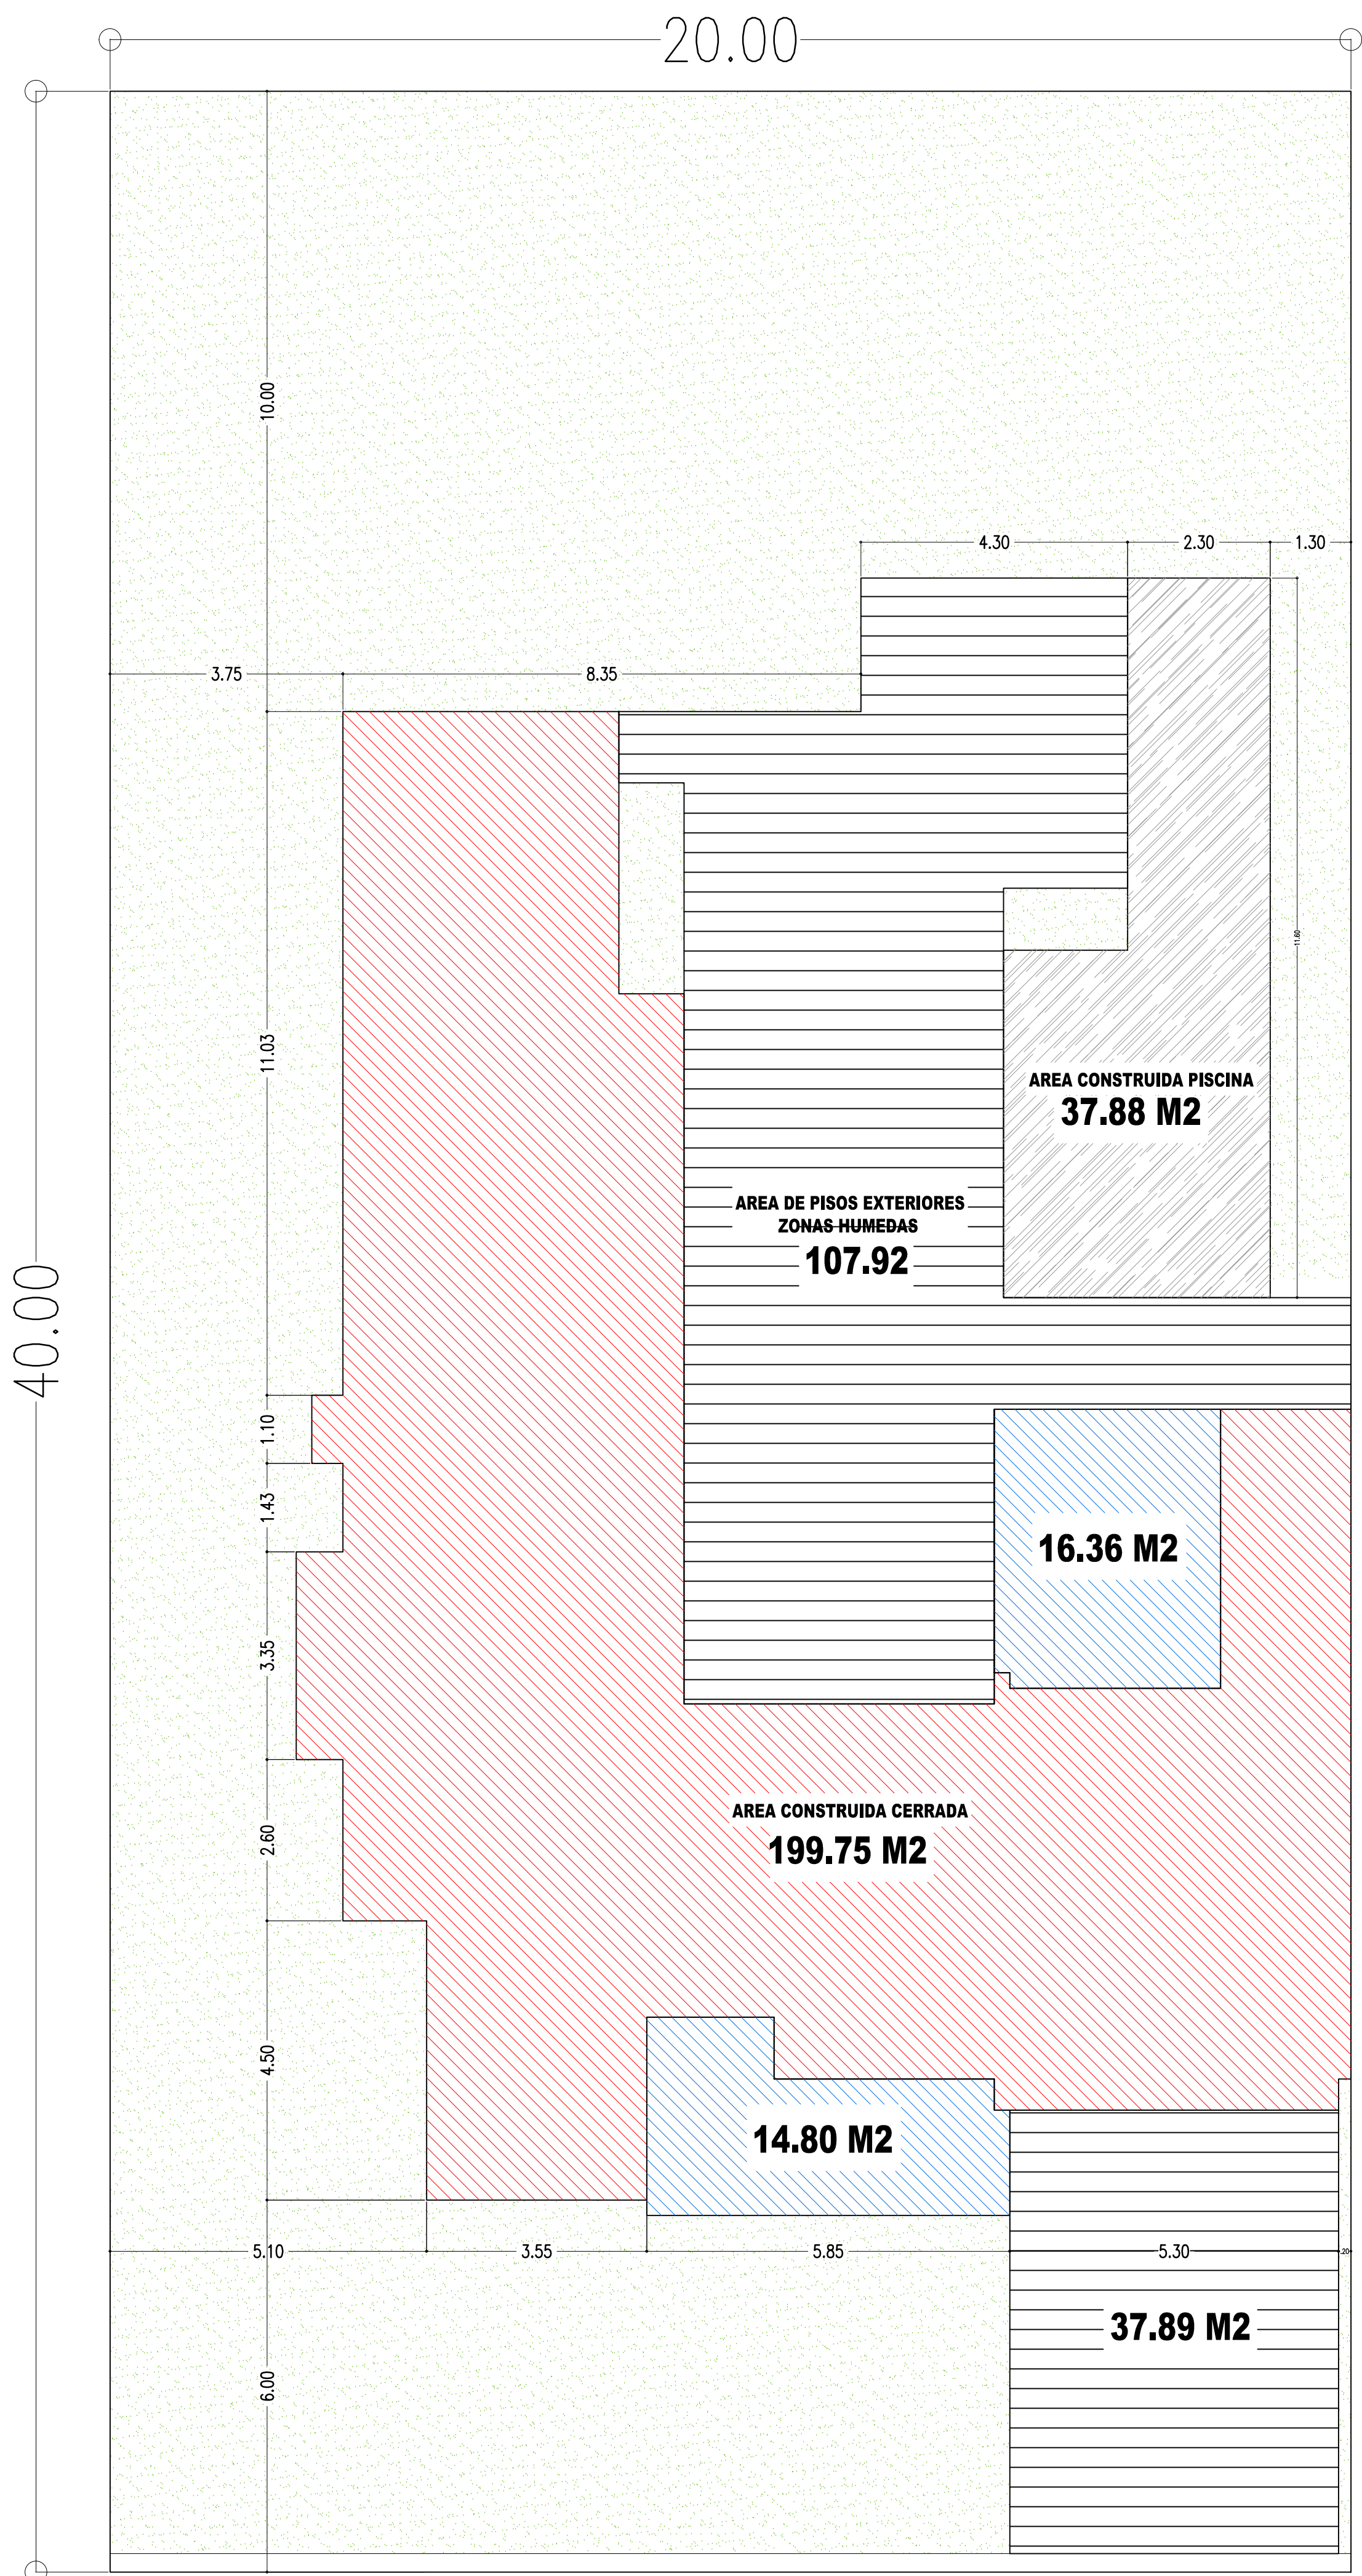 20.00
40.00
10.00
4.30
2.30
1.30
3.75
8.35
11.60
11.03
AREA CONSTRUIDA PISCINA
37.88 M2
AREA DE PISOS EXTERIORES
ZONAS HUMEDAS
107.92
1.10
1.43
16.36 M2
3.35
AREA CONSTRUIDA CERRADA
199.75 M2
2.60
4.50
14.80 M2
5.10
3.55
5.85
5.30
.20
37.89 M2
6.00